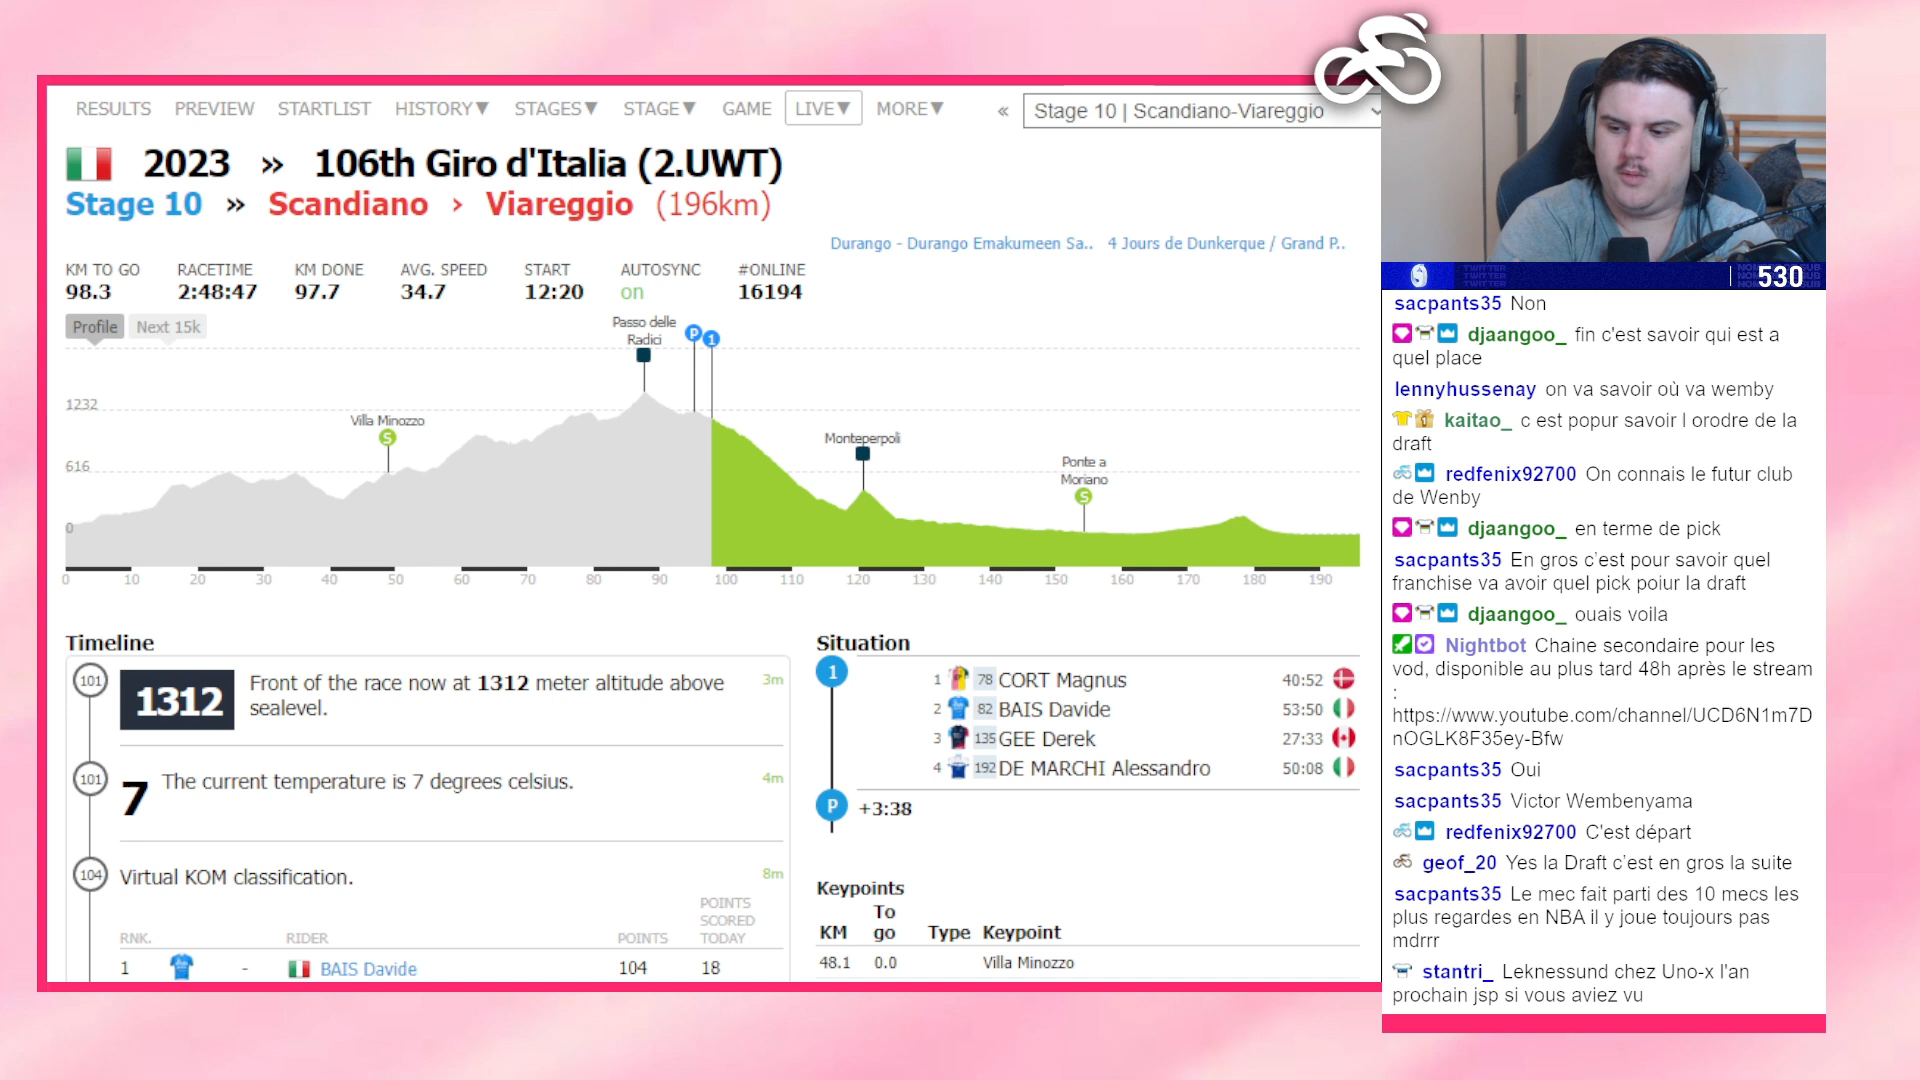 RESULTS PREVIEW STARTLIST HISTORY▼ STAGES▼ STAGE▼ GAME LIVE▼ MORE▼ « Stage 10 | Scandiano-Viareggio
2023 » 106th Giro d'Italia (2.UWT)
Stage 10 » Scandiano › Viareggio (196km)
Durango - Durango Emakumeen Sa.. 4 Jours de Dunkerque / Grand P..
KM TO GO RACETIME KM DONE AVG. SPEED START AUTOSYNC #ONLINE
98.3 2:48:47 97.7 34.7 12:20 on 16194
Profile Next 15k
Passo delle
Radici
P 1
1232
Villa Minozzo
S
Monteperpoli
616
Ponte a
Moriano
S
0
0 10 20 30 40 50 60 70 80 90 100 110 120 130 140 150 160 170 180 190
Timeline
101
1312
Front of the race now at 1312 meter altitude above
sealevel.
3m
101
7
The current temperature is 7 degrees celsius.
4m
104
Virtual KOM classification.
8m
RNK. RIDER POINTS POINTS
SCORED
TODAY
1 - BAIS Davide 104 18
Situation
1
1 78 CORT Magnus 40:52
2 82 BAIS Davide 53:50
3 135 GEE Derek 27:33
4 192 DE MARCHI Alessandro 50:08
P +3:38
Keypoints
KM To
go Type Keypoint
48.1 0.0 Villa Minozzo
530
sacpants35 Non
djaangoo_ fin c'est savoir qui est a
quel place
lennyhussenay on va savoir où va wemby
kaitao_ c est popur savoir l orodre de la
draft
redfenix92700 On connais le futur club
de Wenby
djaangoo_ en terme de pick
sacpants35 En gros c'est pour savoir quel
franchise va avoir quel pick poiur la draft
djaangoo_ ouais voila
Nightbot Chaine secondaire pour les
vod, disponible au plus tard 48h après le stream
:
https://www.youtube.com/channel/UCD6N1m7D
nOGLK8F35ey-Bfw
sacpants35 Oui
sacpants35 Victor Wembenyama
redfenix92700 C'est départ
geof_20 Yes la Draft c'est en gros la suite
sacpants35 Le mec fait parti des 10 mecs les
plus regardes en NBA il y joue toujours pas
mdrrr
stantri_ Leknessund chez Uno-x l'an
prochain jsp si vous aviez vu